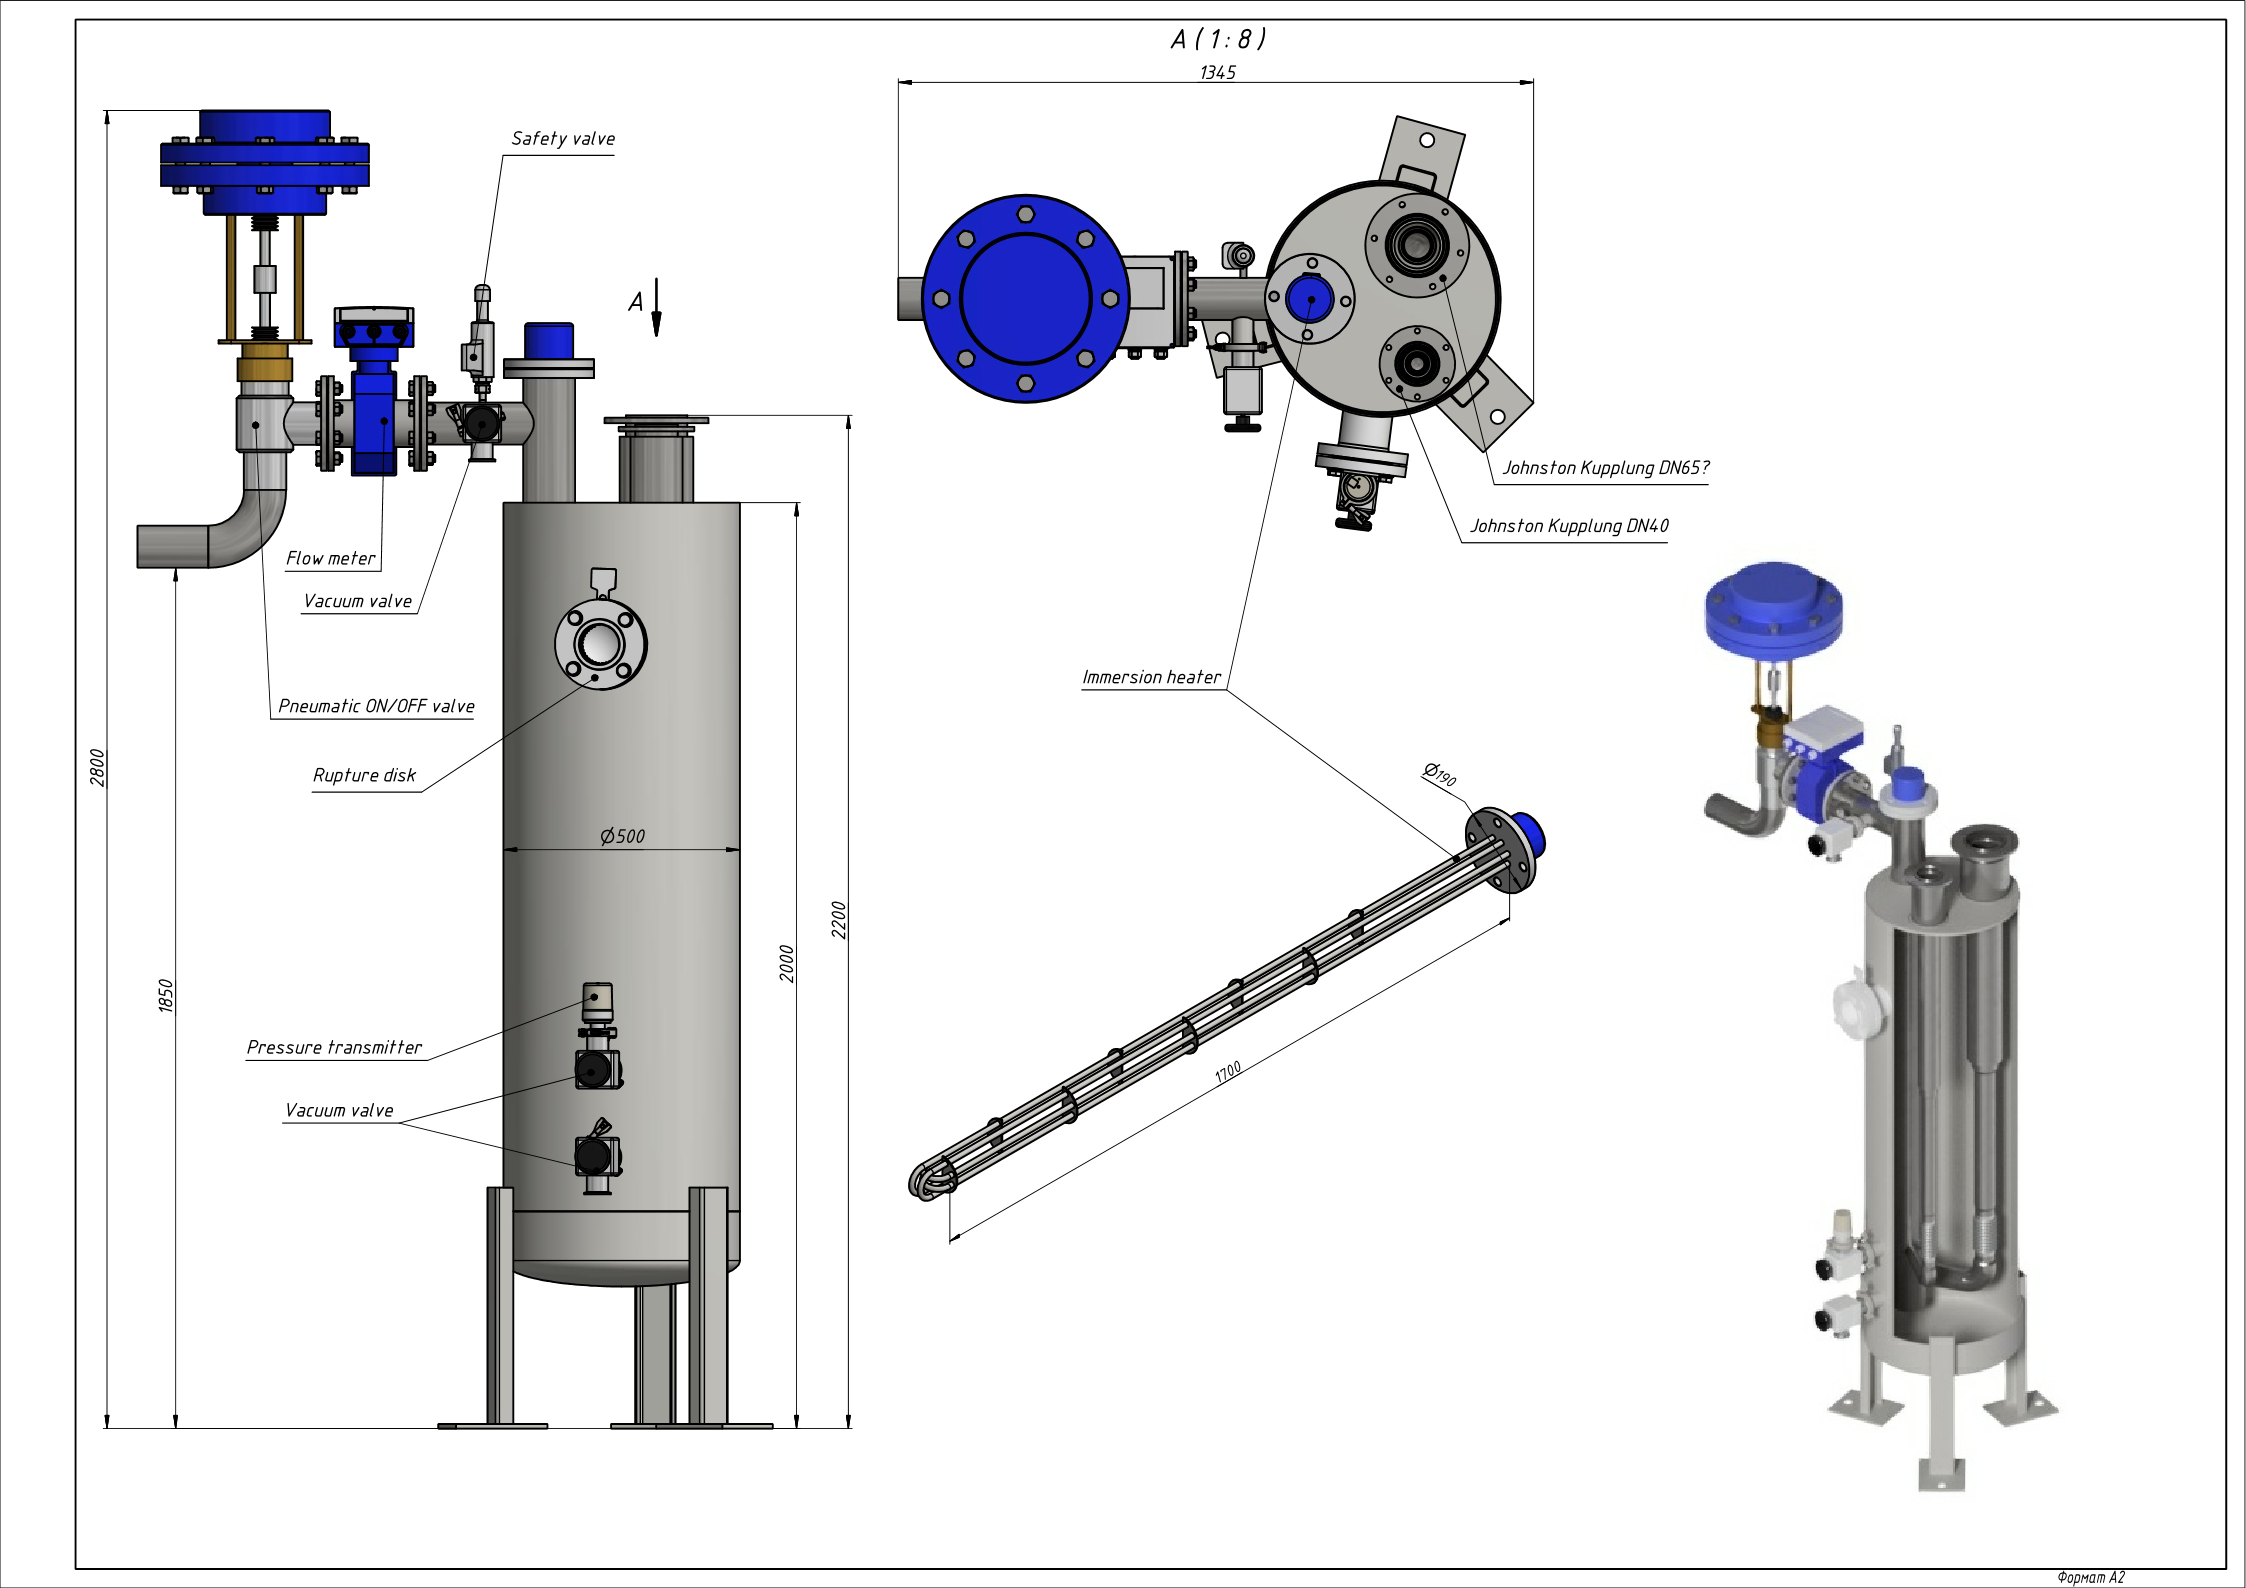 A ( 1 : 8 )
1345
Safety valve
A
Johnston Kupplung DN65?
Johnston Kupplung DN40
Flow meter
Vacuum valve
Immersion heater
Pneumatic ON/OFF valve
Rupture disk
2800
Ø190
Ø500
2200
2000
1850
Pressure transmitter
1700
Vacuum valve
Формат А2